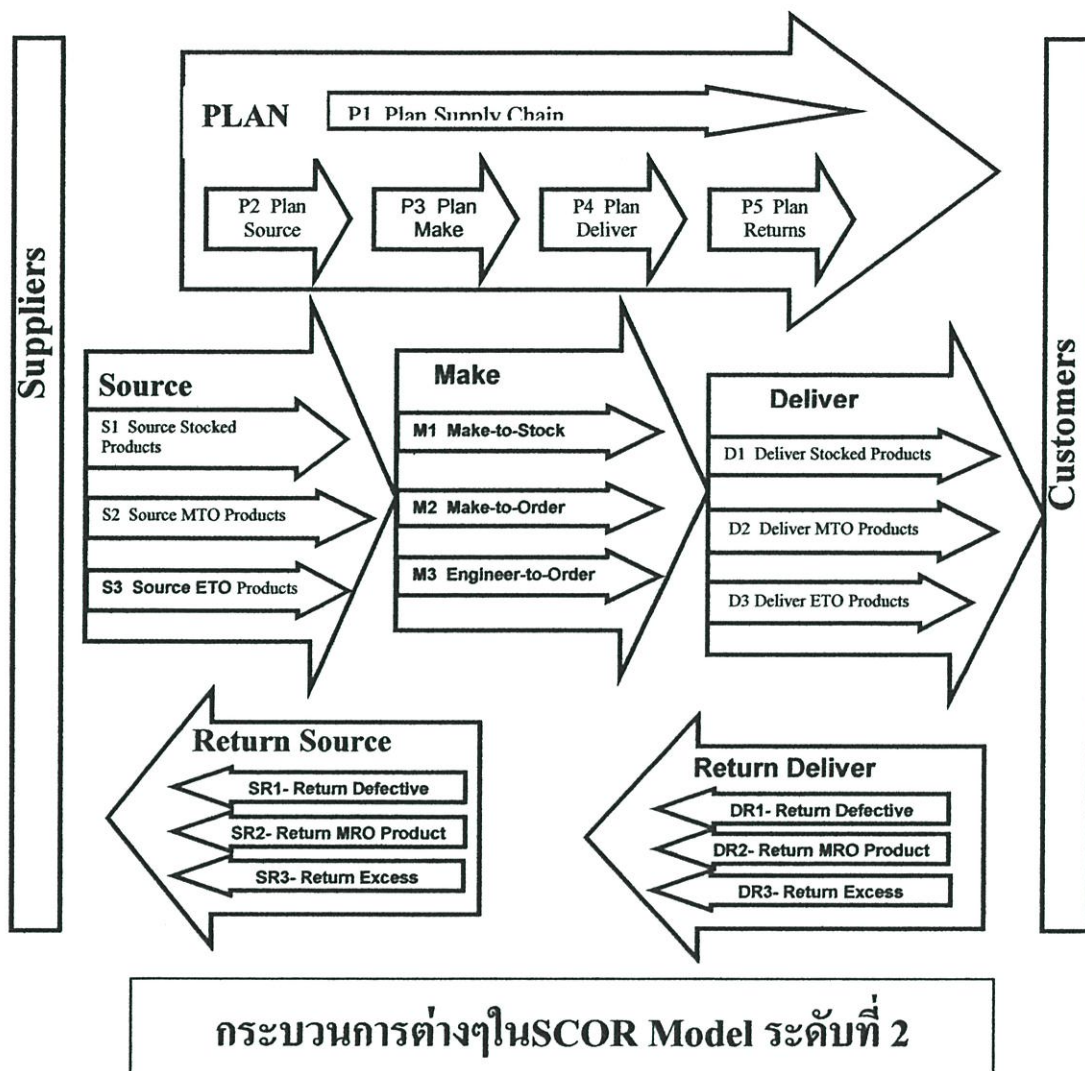 Suppliers
Customers
PLAN
P1 Plan Supply Chain
P2 Plan
Source
P3 Plan
Make
P4 Plan
Deliver
P5 Plan
Returns
Source
S1 Source Stocked
Products
S2 Source MTO Products
S3 Source ETO Products
Make
M1 Make-to-Stock
M2 Make-to-Order
M3 Engineer-to-Order
Deliver
D1 Deliver Stocked Products
D2 Deliver MTO Products
D3 Deliver ETO Products
Return Source
SR1- Return Defective
SR2- Return MRO Product
SR3- Return Excess
Return Deliver
DR1- Return Defective
DR2- Return MRO Product
DR3- Return Excess
กระบวนการต่างๆในSCOR Model ระดับที่ 2